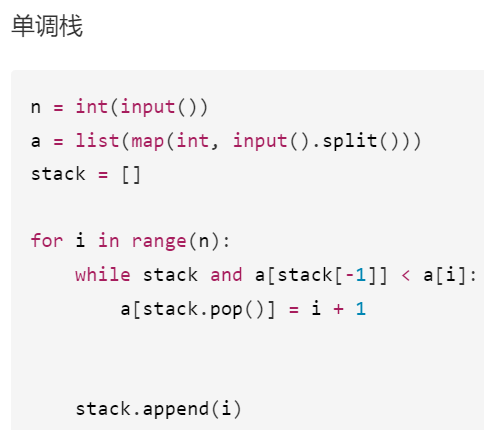 单调栈
n = int(input())
a = list(map(int, input().split()))
stack = []
for i in range(n):
    while stack and a[stack[-1]] < a[i]:
        a[stack.pop()] = i + 1
    stack.append(i)